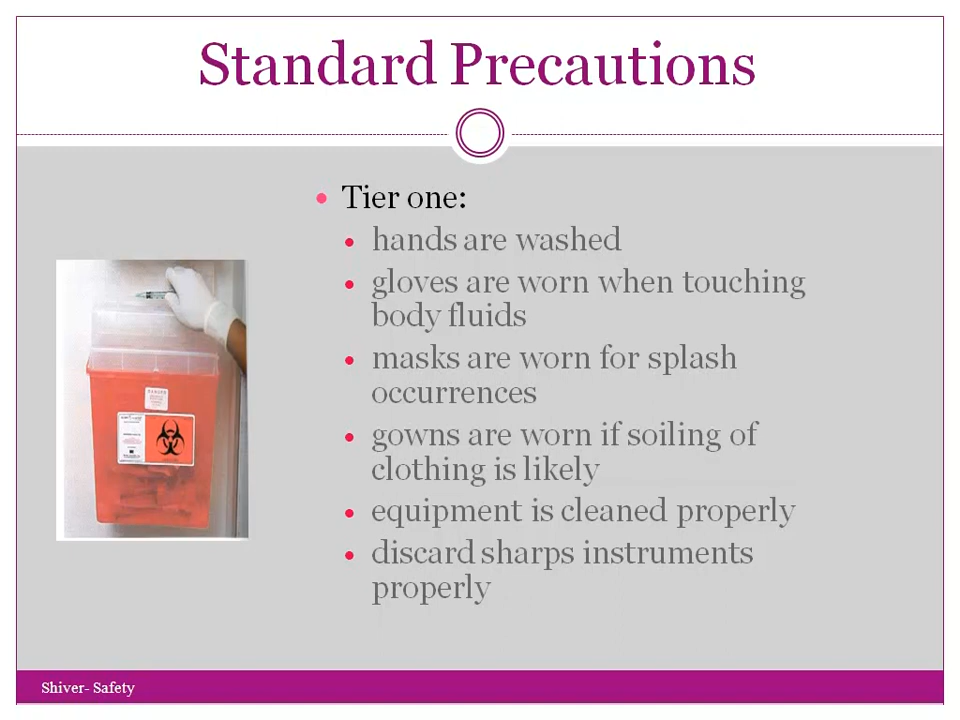 Standard Precautions
Tier one:
hands are washed
gloves are worn when touching
body fluids
masks are worn for splash
occurrences
gowns are worn if soiling of
clothing is likely
equipment is cleaned properly
discard sharps instruments
properly
Shiver- Safety